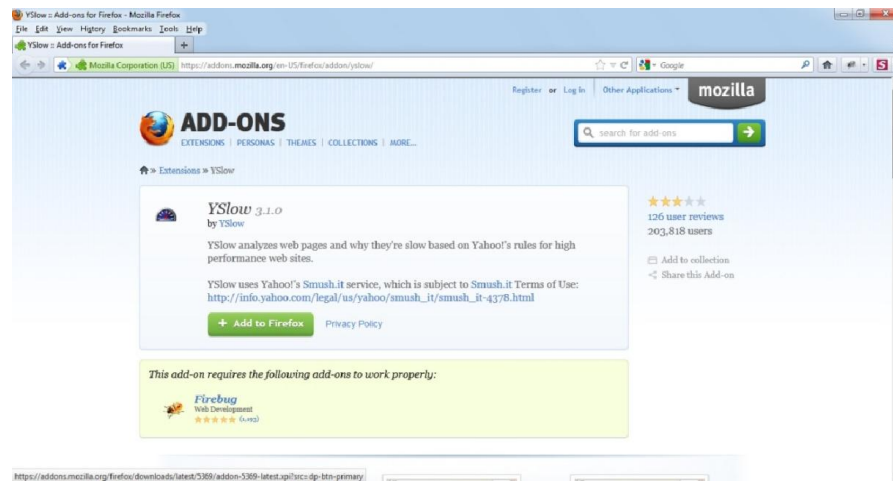 YSlow :: Add-ons for Firefox - Mozilla Firefox
File Edit View History Bookmarks Tools Help
YSlow :: Add-ons for Firefox +
Mozilla Corporation (US) https://addons.mozilla.org/en-US/firefox/addon/yslow/ Google
Register or Log in Other Applications mozilla
ADD-ONS
EXTENSIONS | PERSONAS | THEMES | COLLECTIONS | MORE...
search for add-ons
» Extensions » YSlow
YSlow 3.1.0
by YSlow
YSlow analyzes web pages and why they're slow based on Yahoo!'s rules for high
performance web sites.
YSlow uses Yahoo!'s Smush.it service, which is subject to Smush.it Terms of Use:
http://info.yahoo.com/legal/us/yahoo/smush_it/smush_it-4378.html
+ Add to Firefox Privacy Policy
126 user reviews
203,818 users
Add to collection
Share this Add-on
This add-on requires the following add-ons to work properly:
Firebug
Web Development
(1,193)
https://addons.mozilla.org/firefox/downloads/latest/5369/addon-5369-latest.xpi?src=dp-btn-primary